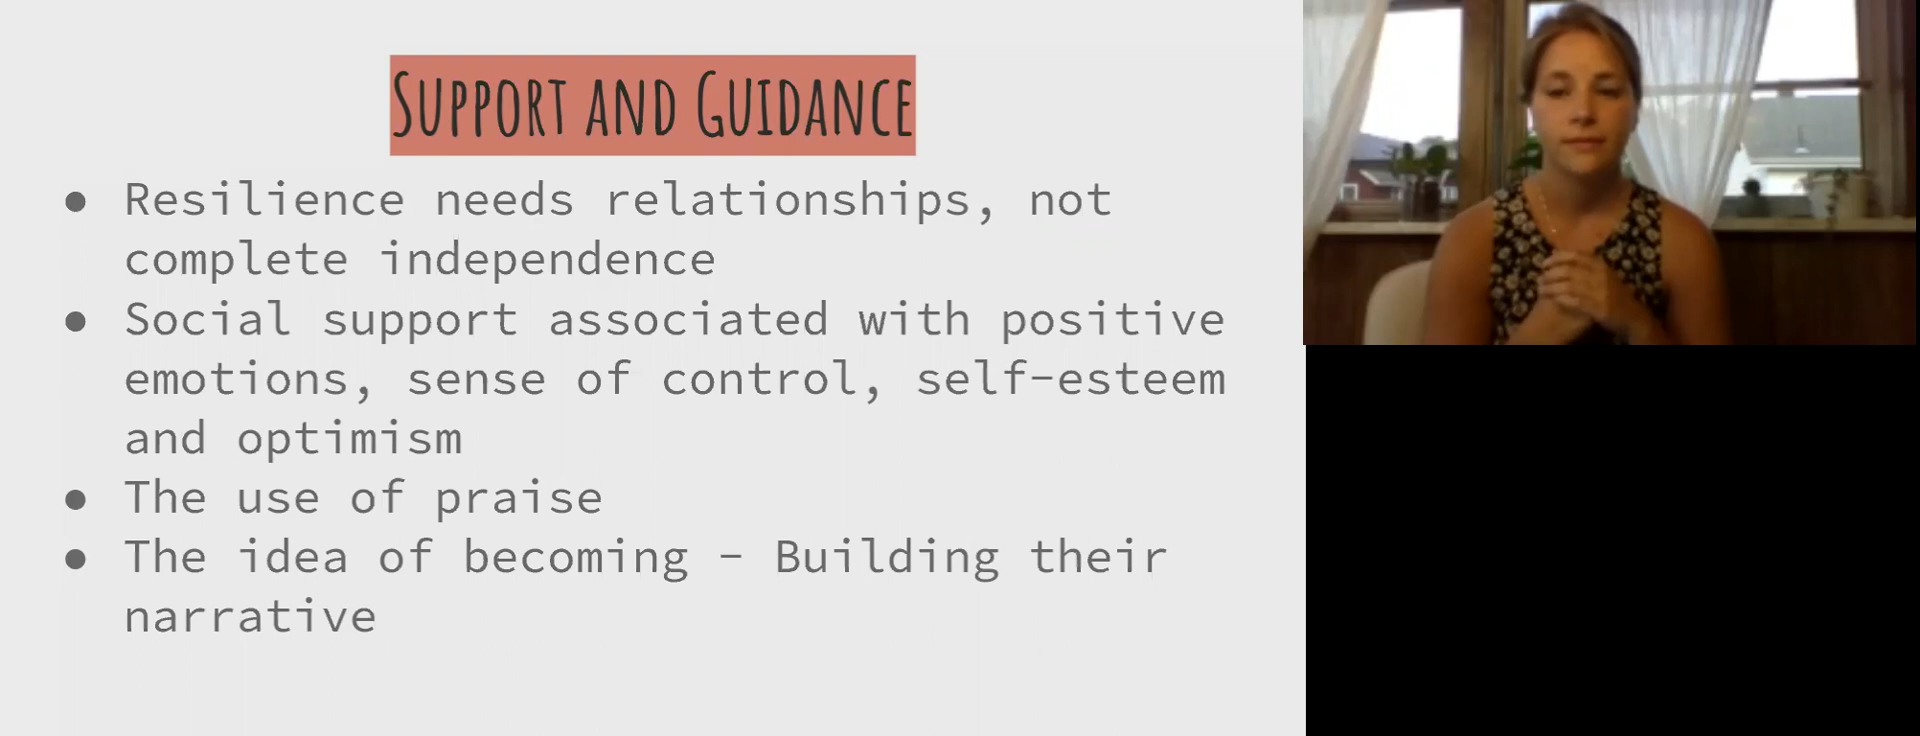 Support and Guidance
● Resilience needs relationships, not
complete independence
● Social support associated with positive
emotions, sense of control, self-esteem
and optimism
● The use of praise
● The idea of becoming - Building their
narrative